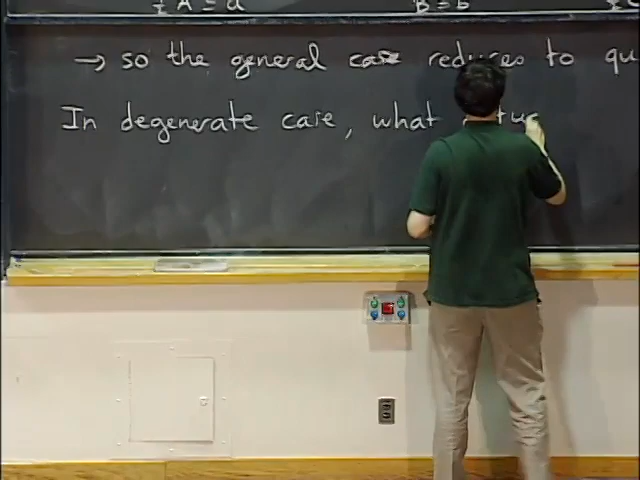 A = a B = b
→ so the general case reduces to qu
In degenerate case, what